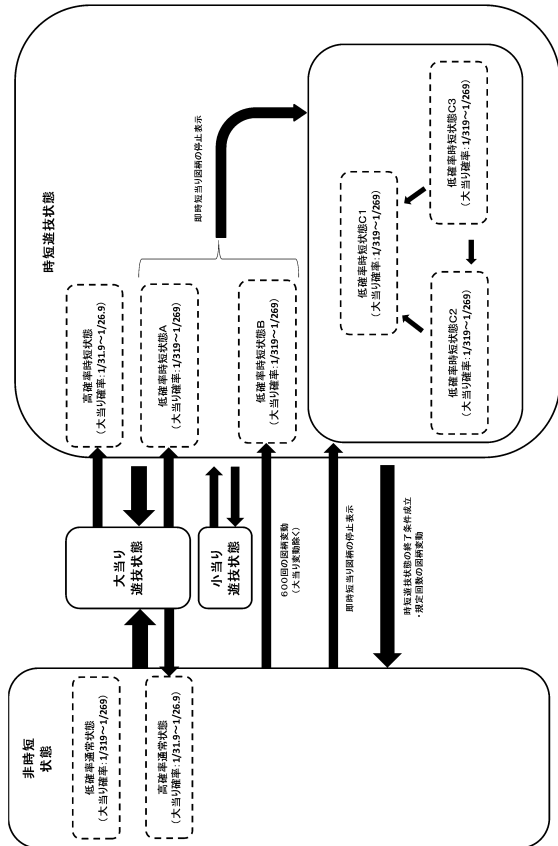 非時短
状態
低確率通常状態
（大当り確率：1/319～1/269）
高確率通常状態
（大当り確率：1/31.9～1/26.9）
大当り
遊技状態
小当り
遊技状態
600回の図柄変動
（大当り変動除く）
即時短当り図柄の停止表示
時短遊技状態の終了条件成立
・規定回数の図柄変動
時短遊技状態
高確率時短状態
（大当り確率：1/31.9～1/26.9）
低確率時短状態A
（大当り確率：1/319～1/269）
低確率時短状態B
（大当り確率：1/319～1/269）
即時短当り図柄の停止表示
低確率時短状態C1
（大当り確率：1/319～1/269）
低確率時短状態C2
（大当り確率：1/319～1/269）
低確率時短状態C3
（大当り確率：1/319～1/269）